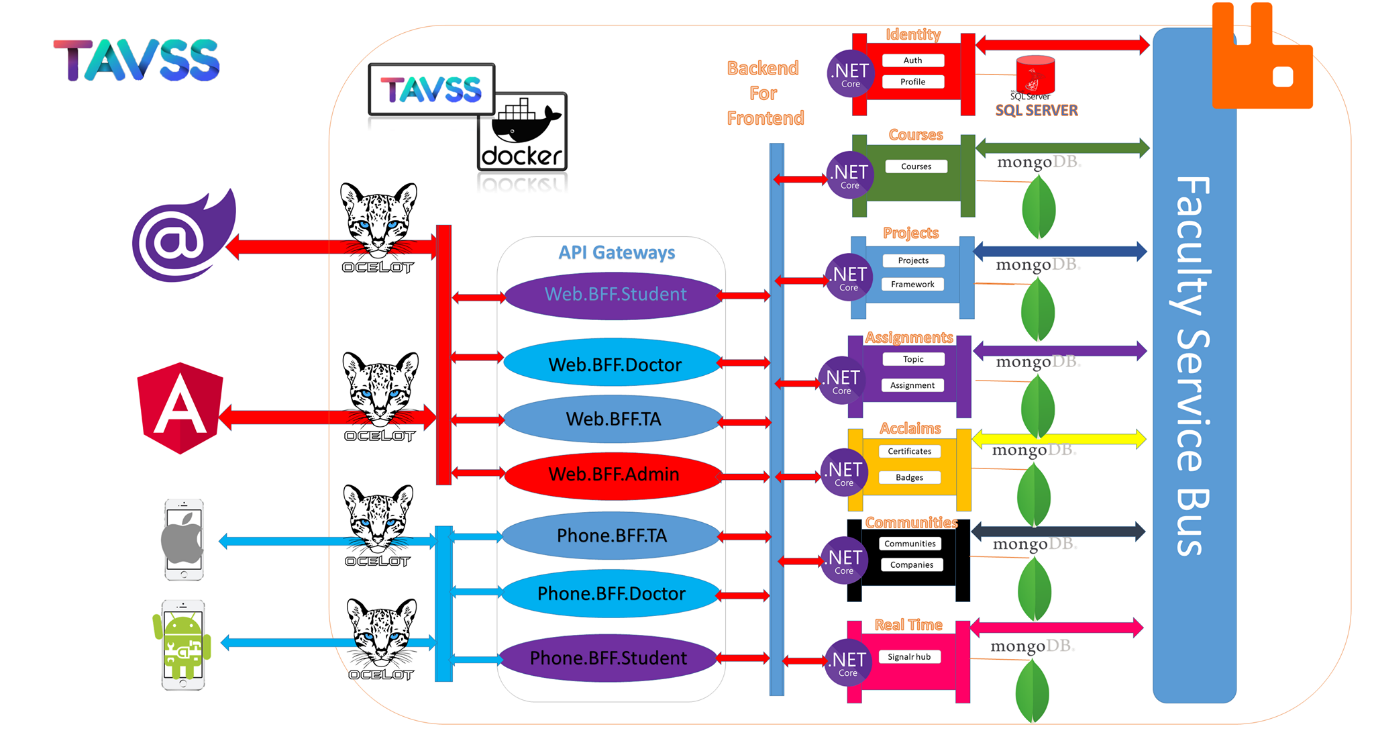 TAVSS
TAVSS
docker
Backend
For
Frontend
@
OCELOT
OCELOT
OCELOT
OCELOT
A
API Gateways
Web.BFF.Student
Web.BFF.Doctor
Web.BFF.TA
Web.BFF.Admin
Phone.BFF.TA
Phone.BFF.Doctor
Phone.BFF.Student
Identity
.NET
Core
Auth
Profile
SQL Server
SQL SERVER
Courses
.NET
Core
Courses
mongoDB.
Projects
.NET
Core
Projects
Framework
mongoDB.
Assignments
.NET
Core
Topic
Assignment
mongoDB.
Acclaims
.NET
Core
Certificates
Badges
mongoDB.
Communities
.NET
Core
Communities
Companies
mongoDB.
Real Time
.NET
Core
Signalr hub
mongoDB.
Faculty Service Bus